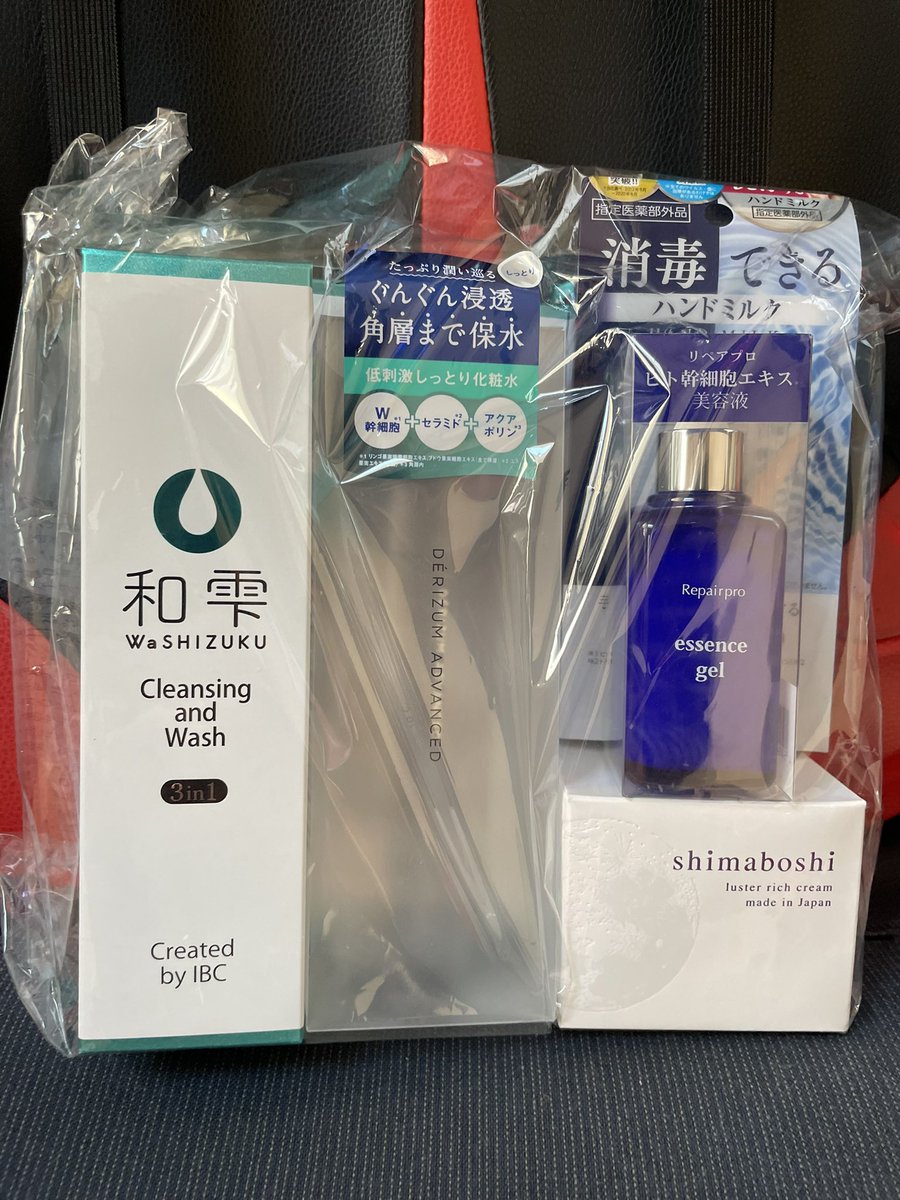 和雫
WaSHIZUKU
Cleansing
and
Wash
3in1
Created
by IBC
たっぷり潤い巡る
しっとり
ぐんぐん浸透
角層まで保水
低刺激しっとり化粧水
W
幹細胞
※1
+
セラミド
※2
+
アクア
ポリン
※3
DÉRIZUM ADVANCED
突破!!
ハンドミルク
指定医薬部外品
指定医薬部外品
消毒できる
ハンドミルク
リペアプロ
ヒト幹細胞エキス
美容液
Repairpro
essence
gel
shimaboshi
luster rich cream
made in Japan